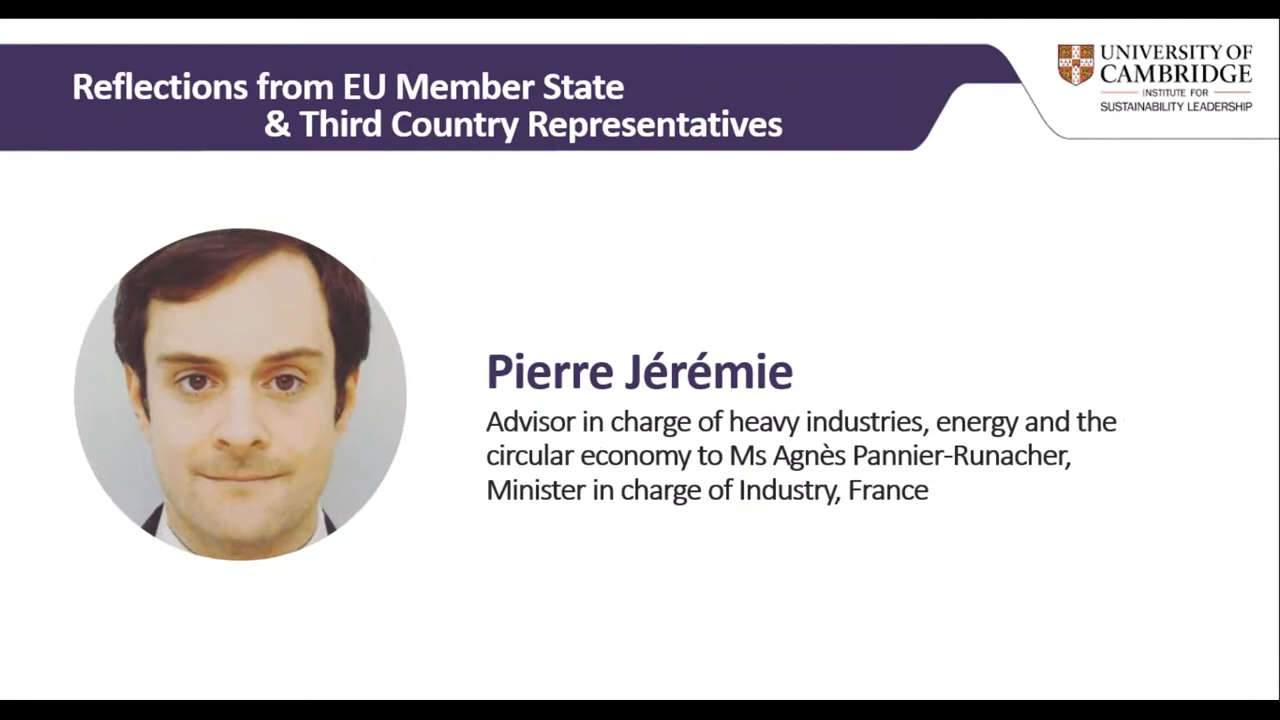 Reflections from EU Member State
& Third Country Representatives
UNIVERSITY OF
CAMBRIDGE
INSTITUTE FOR
SUSTAINABILITY LEADERSHIP
Pierre Jérémie
Advisor in charge of heavy industries, energy and the
circular economy to Ms Agnès Pannier-Runacher,
Minister in charge of Industry, France